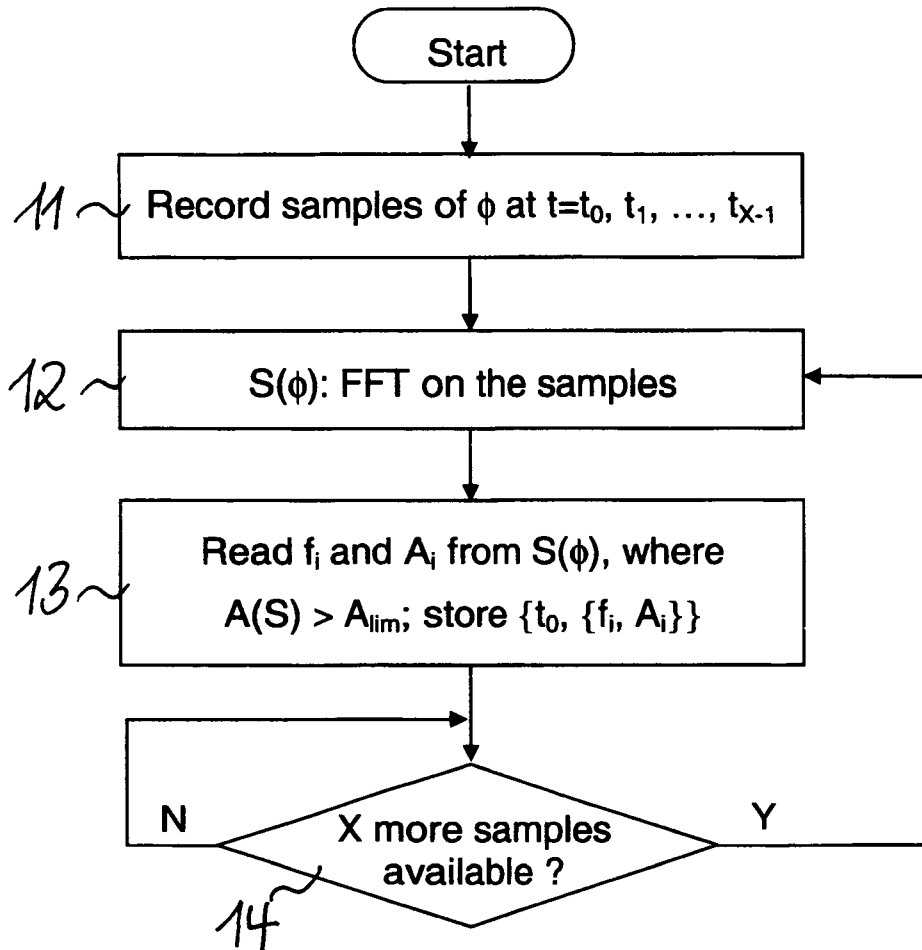 Start
11 Record samples of ϕ at t=t₀, t₁, ..., tₓ₋₁
12 S(ϕ): FFT on the samples
13 Read fᵢ and Aᵢ from S(ϕ), where
A(S) > Aₗᵢₘ; store {t₀, {fᵢ, Aᵢ}}
N X more samples Y
available ?
14